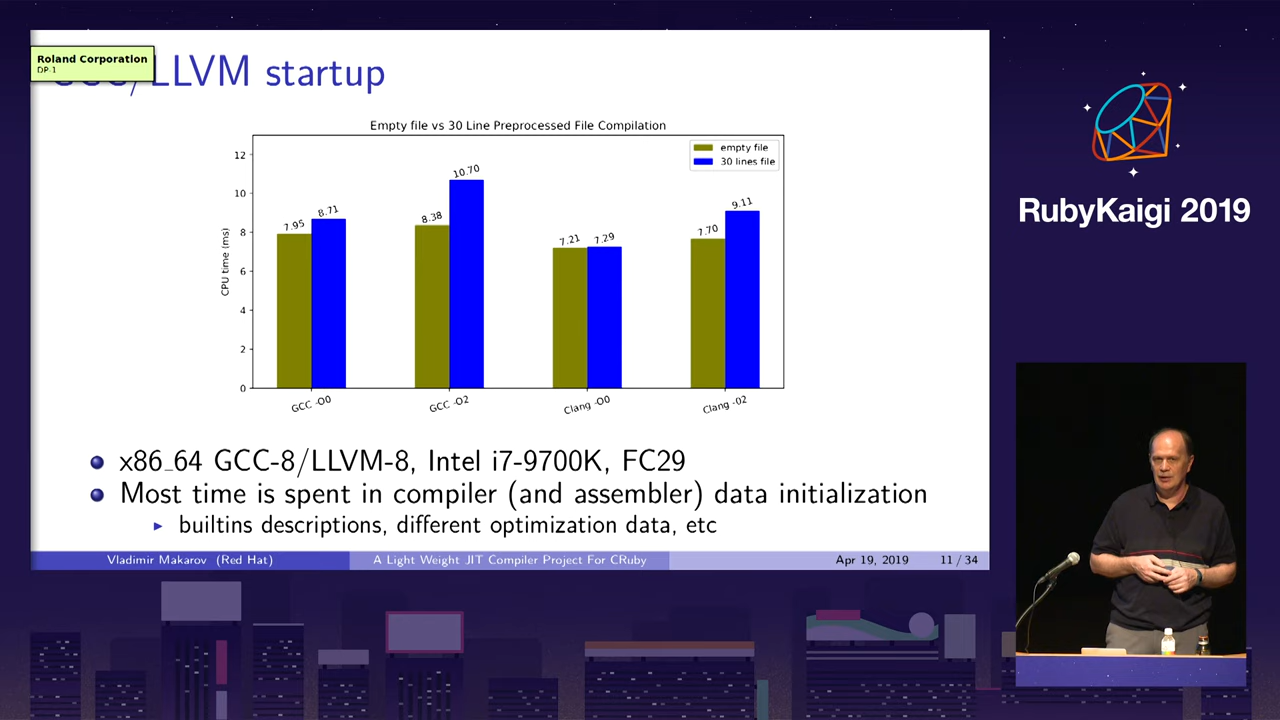 Roland Corporation
DP-1
GCC/LLVM startup
Empty file vs 30 Line Preprocessed File Compilation
empty file
30 lines file
CPU time (ms)
12
10
8
6
4
2
0
7.95
8.71
8.38
10.70
7.21
7.29
7.70
9.11
GCC -O0
GCC -O2
Clang -O0
Clang -02
x86_64 GCC-8/LLVM-8, Intel i7-9700K, FC29
Most time is spent in compiler (and assembler) data initialization
builtins descriptions, different optimization data, etc
Vladimir Makarov (Red Hat)
A Light Weight JIT Compiler Project For CRuby
Apr 19, 2019
11 / 34
RubyKaigi 2019